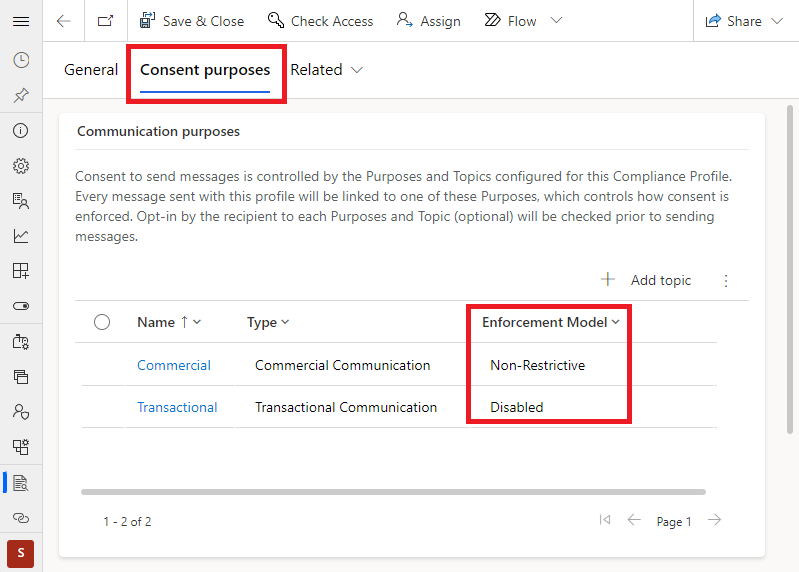 Save & Close Check Access Assign Flow Share
General Consent purposes Related
Communication purposes
Consent to send messages is controlled by the Purposes and Topics configured for this Compliance Profile.
Every message sent with this profile will be linked to one of these Purposes, which controls how consent is
enforced. Opt-in by the recipient to each Purposes and Topic (optional) will be checked prior to sending
messages.
Add topic
Name ↑ Type Enforcement Model
Commercial Commercial Communication Non-Restrictive
Transactional Transactional Communication Disabled
1 - 2 of 2 Page 1
S